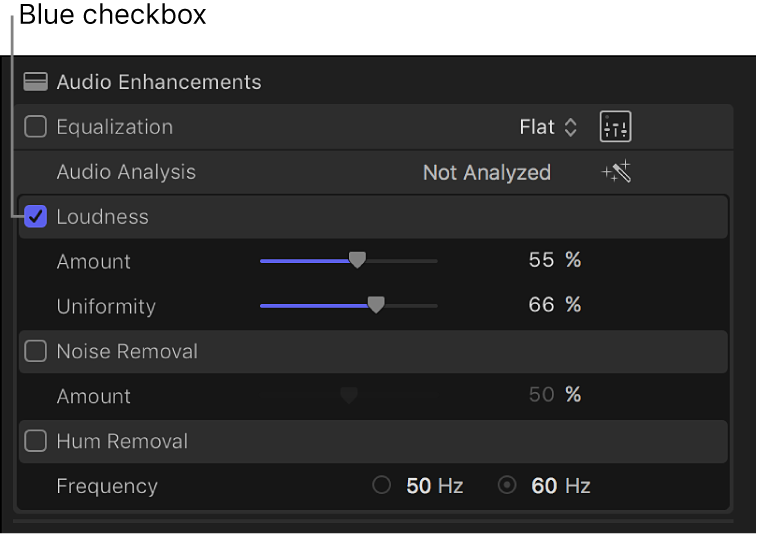 Blue checkbox
Audio Enhancements
Equalization Flat
Audio Analysis Not Analyzed
Loudness
Amount 55 %
Uniformity 66 %
Noise Removal
Amount 50 %
Hum Removal
Frequency 50 Hz 60 Hz